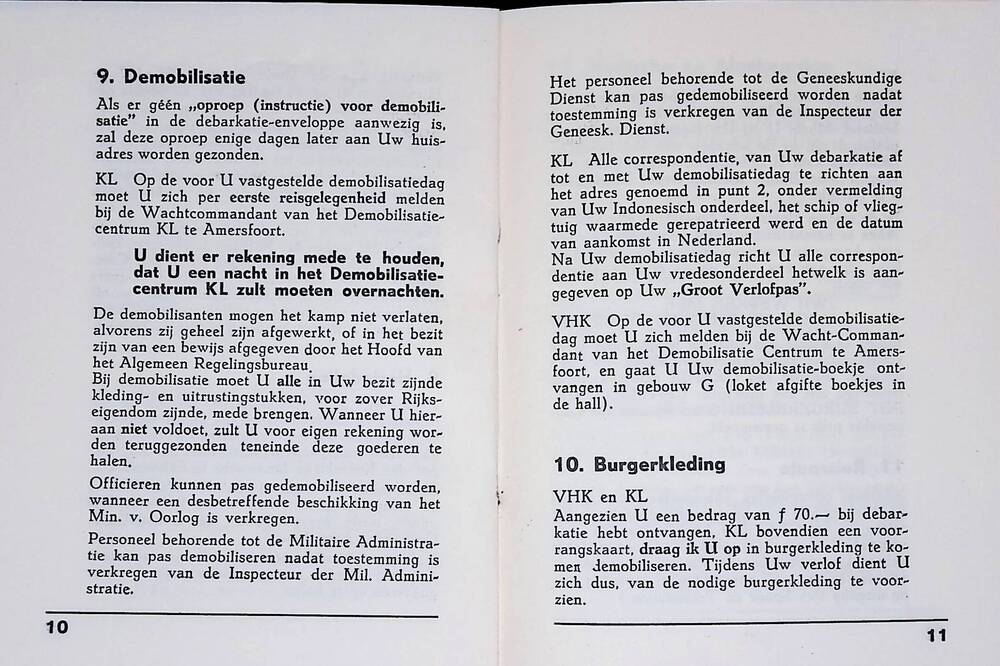 9. Demobilisatie
Als er géén „oproep (instructie) voor demobili-
satie” in de debarkatie-enveloppe aanwezig is,
zal deze oproep enige dagen later aan Uw huis-
adres worden gezonden.
KL Op de voor U vastgestelde demobilisatiedag
moet U zich per eerste reisgelegenheid melden
bij de Wachtcommandant van het Demobilisatie-
centrum KL te Amersfoort.
U dient er rekening mede te houden,
dat U een nacht in het Demobilisatie-
centrum KL zult moeten overnachten.
De demobilisanten mogen het kamp niet verlaten,
alvorens zij geheel zijn afgewerkt, of in het bezit
zijn van een bewijs afgegeven door het Hoofd van
het Algemeen Regelingsbureau.
Bij demobilisatie moet U alle in Uw bezit zijnde
kleding- en uitrustingstukken, voor zover Rijks-
eigendom zijnde, mede brengen. Wanneer U hier-
aan niet voldoet, zult U voor eigen rekening wor-
den teruggezonden teneinde deze goederen te
halen.
Officieren kunnen pas gedemobiliseerd worden,
wanneer een desbetreffende beschikking van het
Min. v. Oorlog is verkregen.
Personeel behorende tot de Militaire Administra-
tie kan pas demobiliseren nadat toestemming is
verkregen van de Inspecteur der Mil. Admini-
stratie.
10
Het personeel behorende tot de Geneeskundige
Dienst kan pas gedemobiliseerd worden nadat
toestemming is verkregen van de Inspecteur der
Geneesk. Dienst.
KL Alle correspondentie, van Uw debarkatie af
tot en met Uw demobilisatiedag te richten aan
het adres genoemd in punt 2, onder vermelding
van Uw Indonesisch onderdeel, het schip of vlieg-
tuig waarmede gerepatrieerd werd en de datum
van aankomst in Nederland.
Na Uw demobilisatiedag richt U alle correspon-
dentie aan Uw vredesonderdeel hetwelk is aan-
gegeven op Uw „Groot Verlofpas”.
VHK Op de voor U vastgestelde demobilisatie-
dag moet U zich melden bij de Wacht-Comman-
dant van het Demobilisatie Centrum te Amers-
foort, en gaat U Uw demobilisatie-boekje ont-
vangen in gebouw G (loket afgifte boekjes in
de hall).
10. Burgerkleding
VHK en KL
Aangezien U een bedrag van ƒ 70.— bij debar-
katie hebt ontvangen, KL bovendien een voor-
rangskaart, draag ik U op in burgerkleding te ko-
men demobiliseren. Tijdens Uw verlof dient U
zich dus, van de nodige burgerkleding te voor-
zien.
11